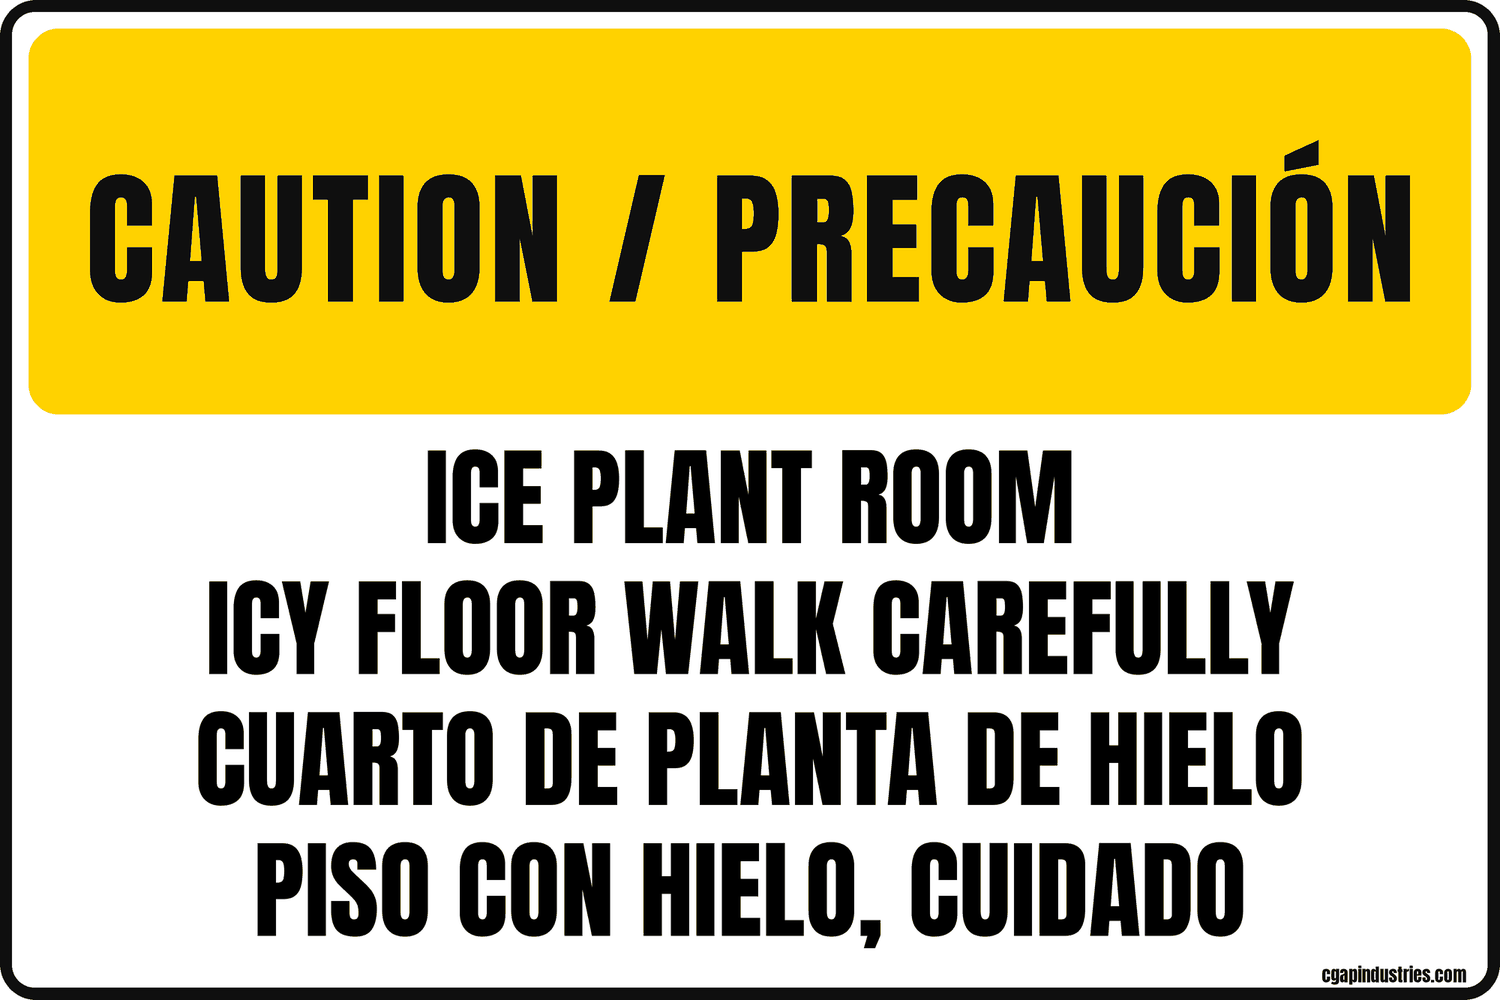 CAUTION / PRECAUCIÓN
ICE PLANT ROOM
ICY FLOOR WALK CAREFULLY
CUARTO DE PLANTA DE HIELO
PISO CON HIELO, CUIDADO
cgapindustries.com